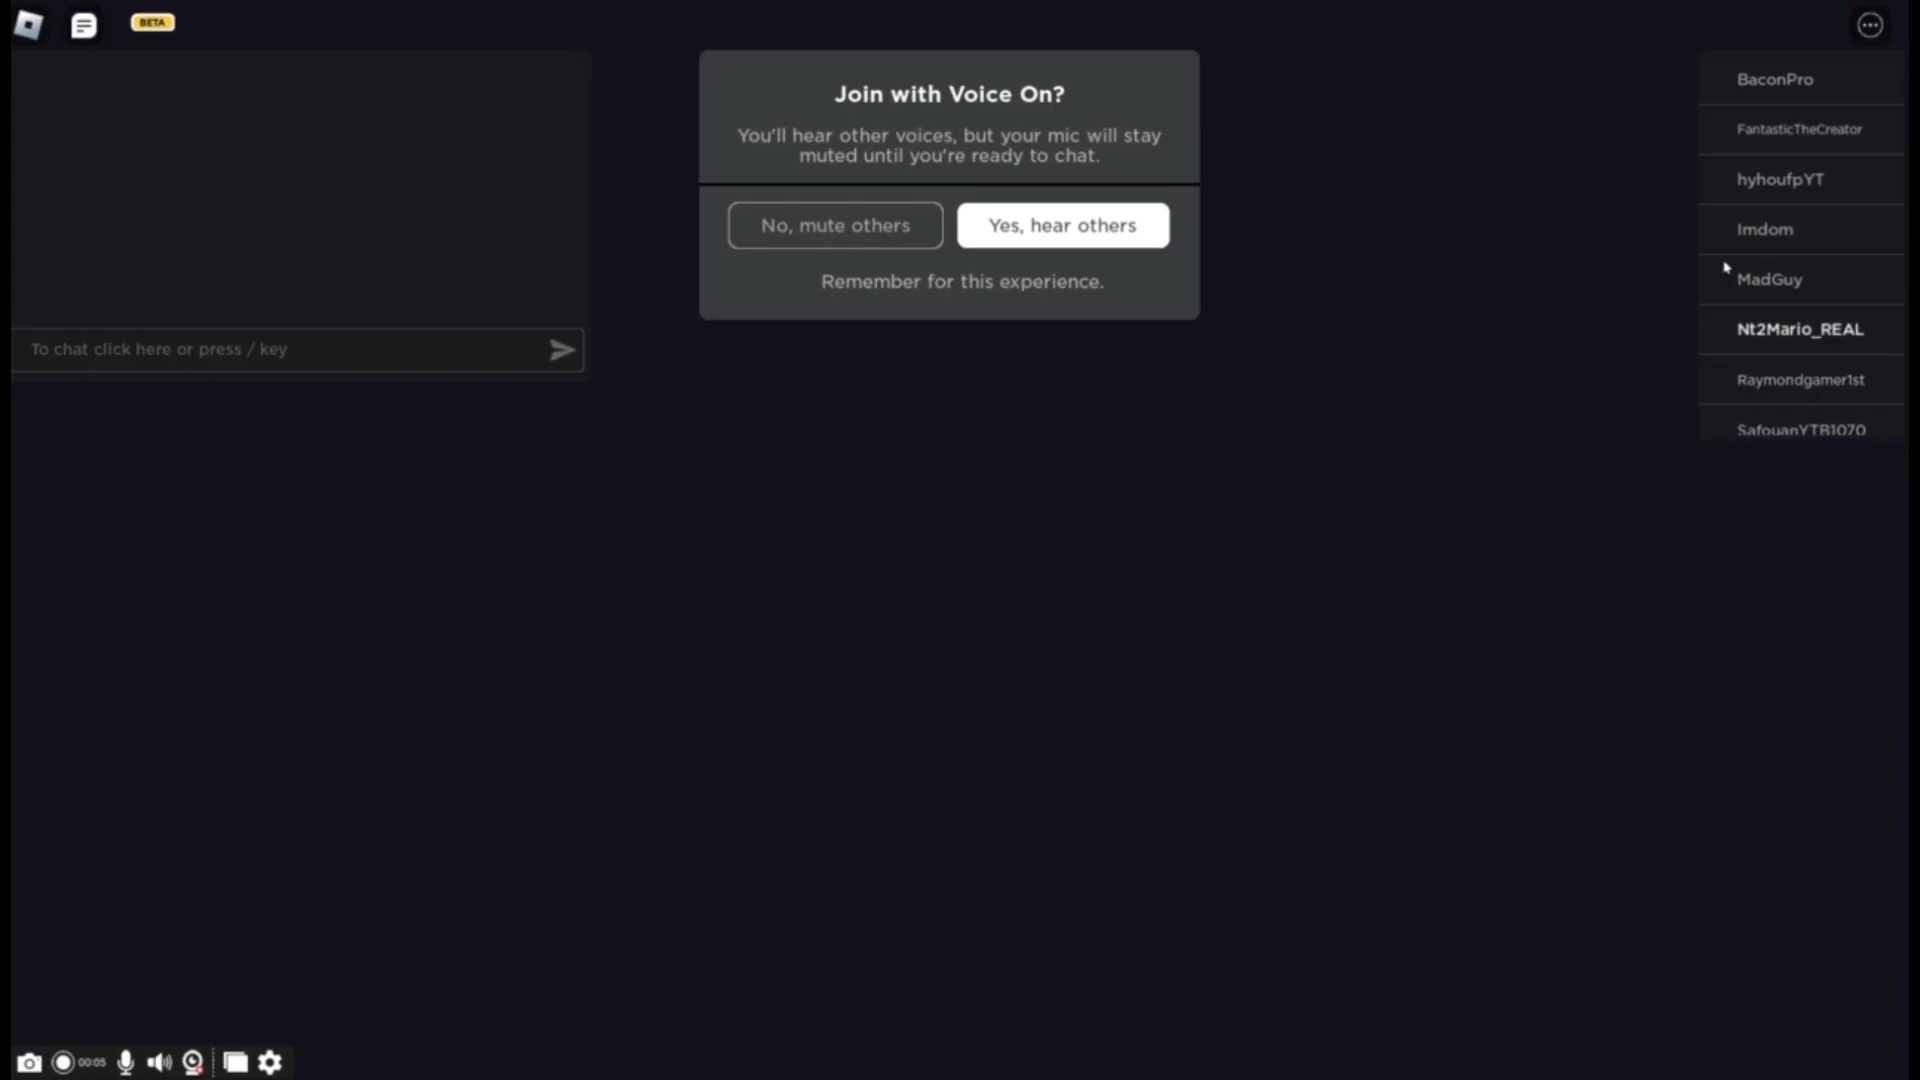 BETA
Join with Voice On?
You'll hear other voices, but your mic will stay
muted until you're ready to chat.
No, mute others
Yes, hear others
Remember for this experience.
To chat click here or press / key
BaconPro
FantasticTheCreator
hyhoufpYT
Imdom
MadGuy
Nt2Mario_REAL
Raymondgamer1st
SafouanYTB1070
00:05